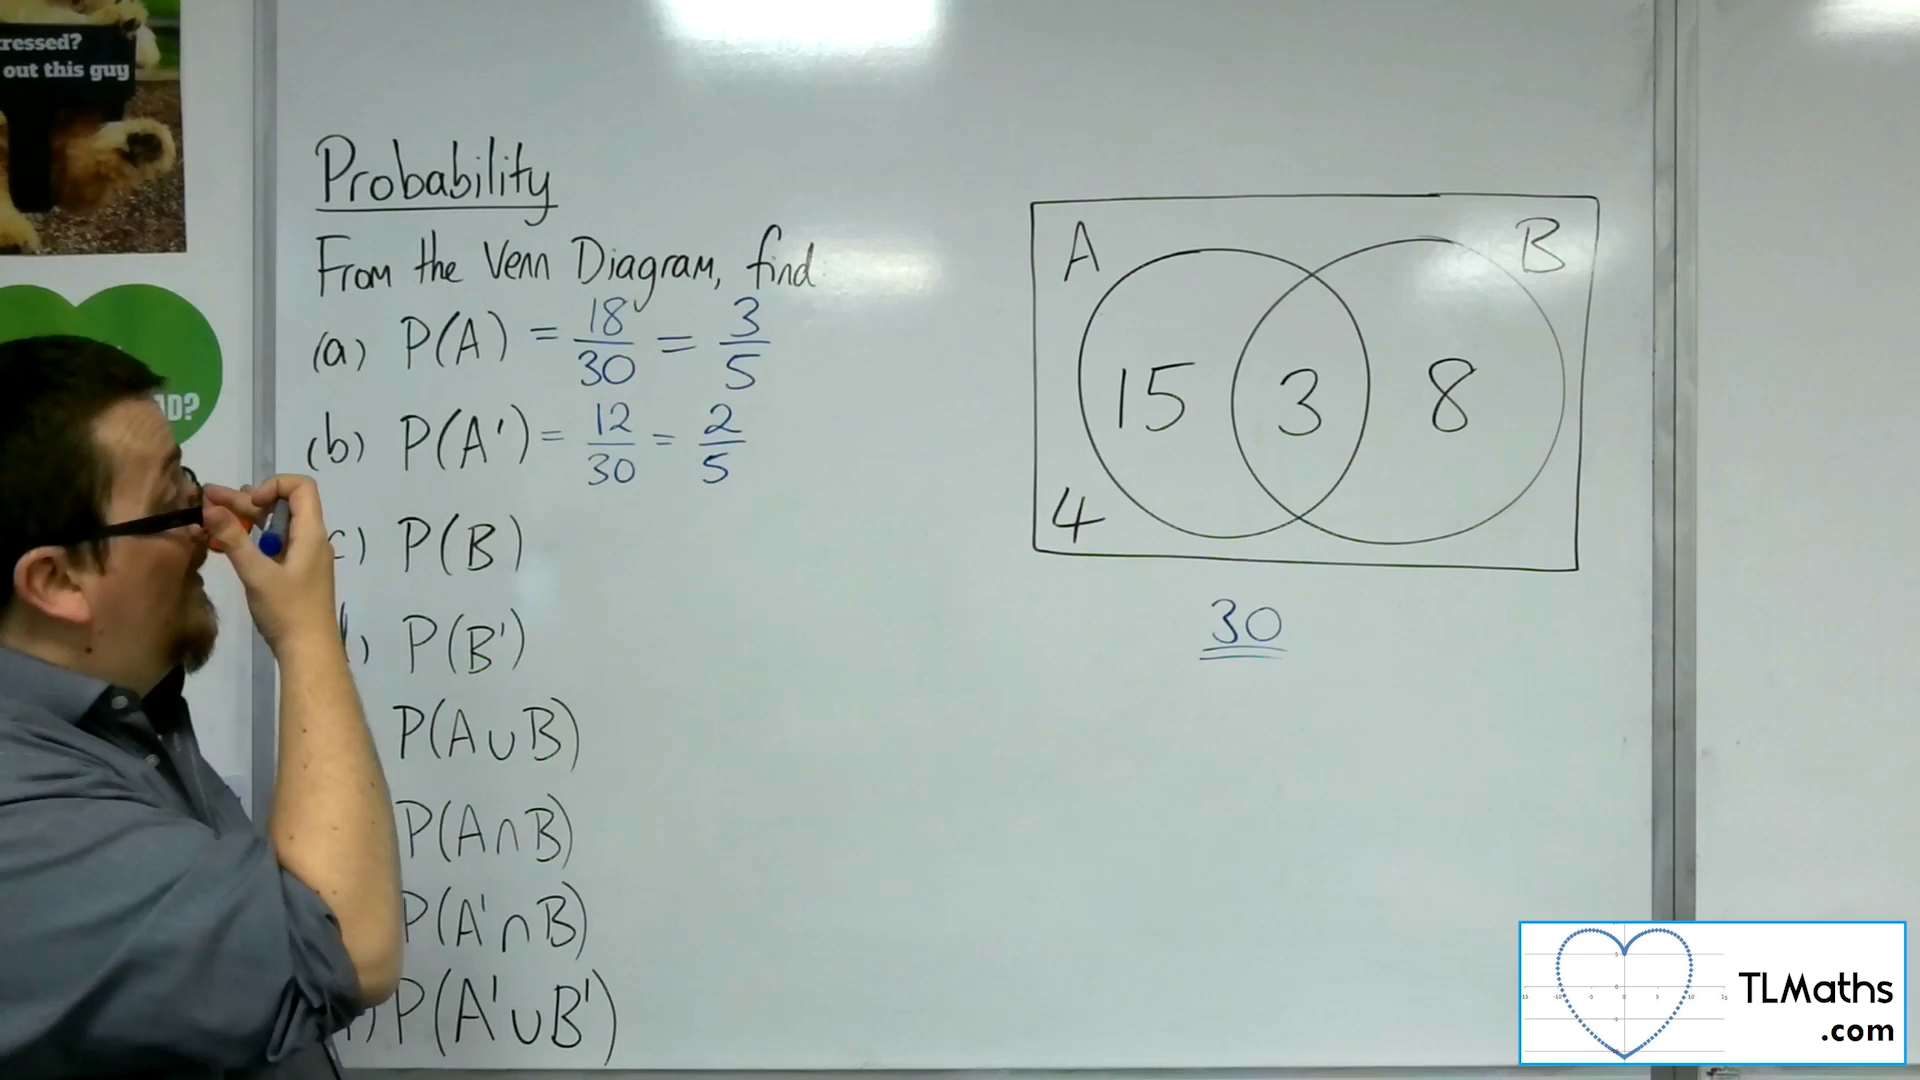 ressed?
out this guy
D?
Probability
From the Venn Diagram, find
(a) P(A) = 18/30 = 3/5
(b) P(A') = 12/30 = 2/5
c) P(B)
) P(B')
P(A∪B)
P(A∩B)
P(A'∩B)
) P(A'∪B')
A B
15 3 8
4
30
TLMaths
.com